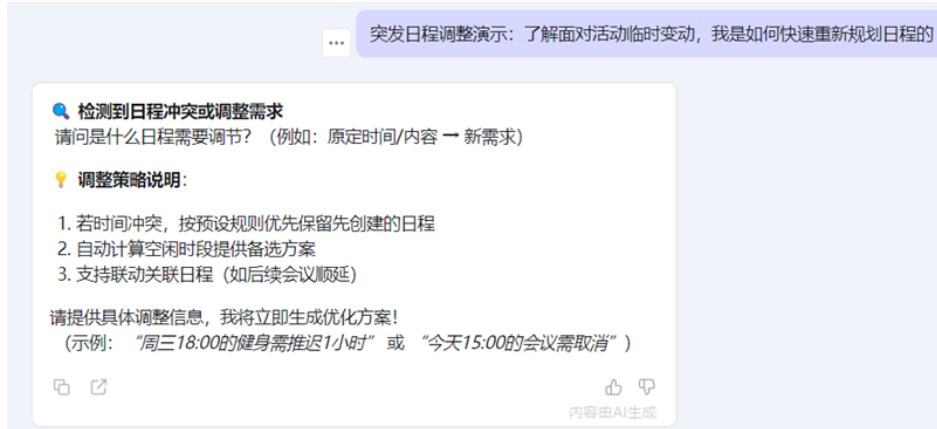 突发日程调整演示：了解面对活动临时变动，我是如何快速重新规划日程的
🔍 检测到日程冲突或调整需求
请问是什么日程需要调节？（例如：原定时间/内容 → 新需求）
💡 调整策略说明：
1. 若时间冲突，按预设规则优先保留先创建的日程
2. 自动计算空闲时段提供备选方案
3. 支持联动关联日程（如后续会议顺延）
请提供具体调整信息，我将立即生成优化方案！
（示例：“周三18:00的健身需推迟1小时” 或 “今天15:00的会议需取消”）
内容由AI生成